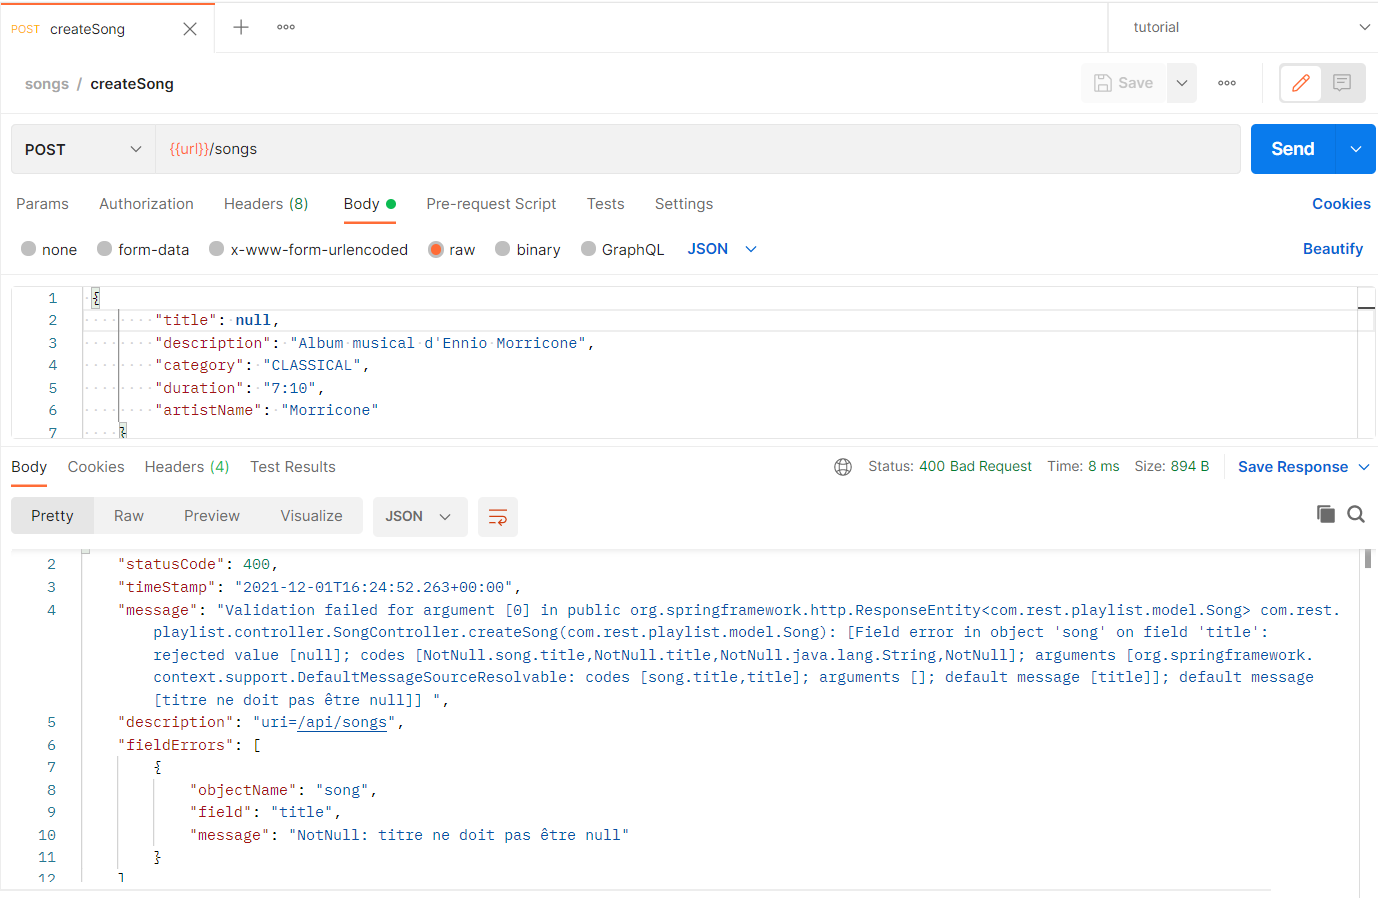 POST createSong
tutorial
songs / createSong
Save
POST {{url}}/songs
Send
Params Authorization Headers (8) Body Pre-request Script Tests Settings Cookies
none form-data x-www-form-urlencoded raw binary GraphQL JSON Beautify
1 {
2 "title": null,
3 "description": "Album musical d'Ennio Morricone",
4 "category": "CLASSICAL",
5 "duration": "7:10",
6 "artistName": "Morricone"
7 }
Body Cookies Headers (4) Test Results Status: 400 Bad Request Time: 8 ms Size: 894 B Save Response
Pretty Raw Preview Visualize JSON
2 "statusCode": 400,
3 "timeStamp": "2021-12-01T16:24:52.263+00:00",
4 "message": "Validation failed for argument [0] in public org.springframework.http.ResponseEntity<com.rest.playlist.model.Song> com.rest.
playlist.controller.SongController.createSong(com.rest.playlist.model.Song): [Field error in object 'song' on field 'title':
rejected value [null]; codes [NotNull.song.title,NotNull.title,NotNull.java.lang.String,NotNull]; arguments [org.springframework.
context.support.DefaultMessageSourceResolvable: codes [song.title,title]; arguments []; default message [title]]; default message
[titre ne doit pas être null]] ",
5 "description": "uri=/api/songs",
6 "fieldErrors": [
7 {
8 "objectName": "song",
9 "field": "title",
10 "message": "NotNull: titre ne doit pas être null"
11 }
12 ]